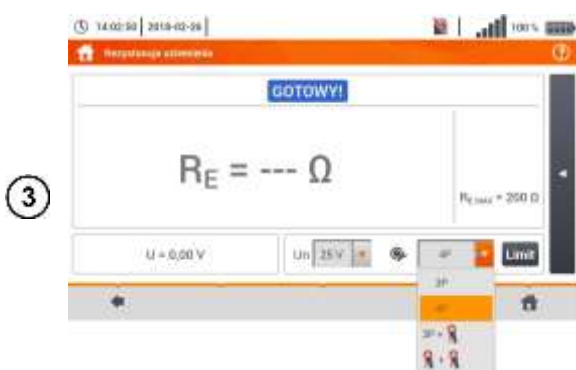 14:02:50 2018-02-26 100%
Rezystancja uziemienia
GOTOWY!
RE = --- Ω
RE MAX = 200 Ω
3
U = 0,00 V Un 25 V 4P Limit
3P
4P
3P +
+